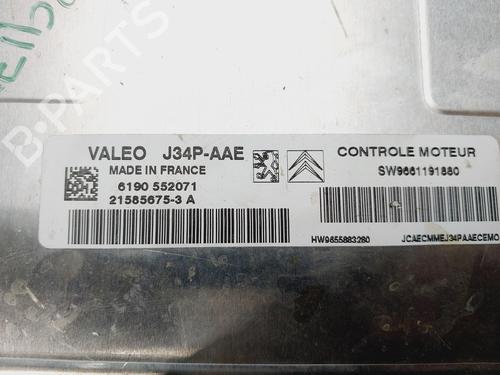 B-PARTS
VALEO J34P-AAE
MADE IN FRANCE
6190 552071
21585675-3 A
CONTROLE MOTEUR
SW9661191880
HW9655883280
JCAECMMEJ34PAAECEMO